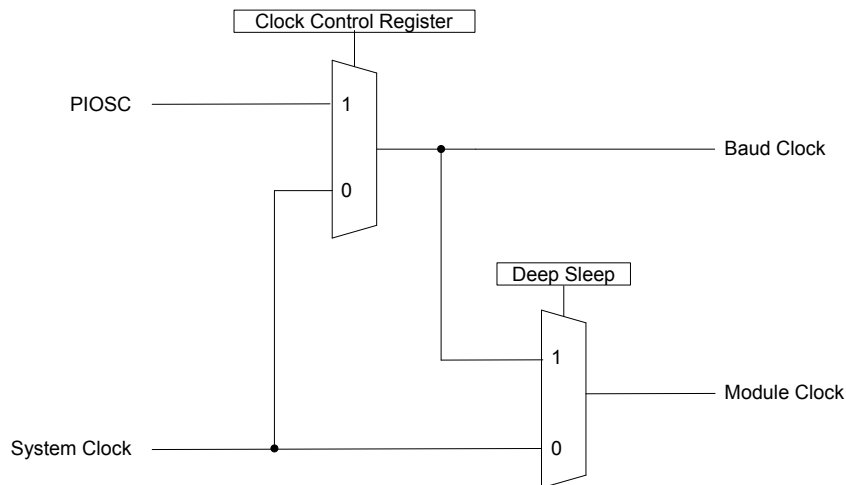 Clock Control Register
PIOSC
1
Baud Clock
0
Deep Sleep
1
Module Clock
System Clock
0